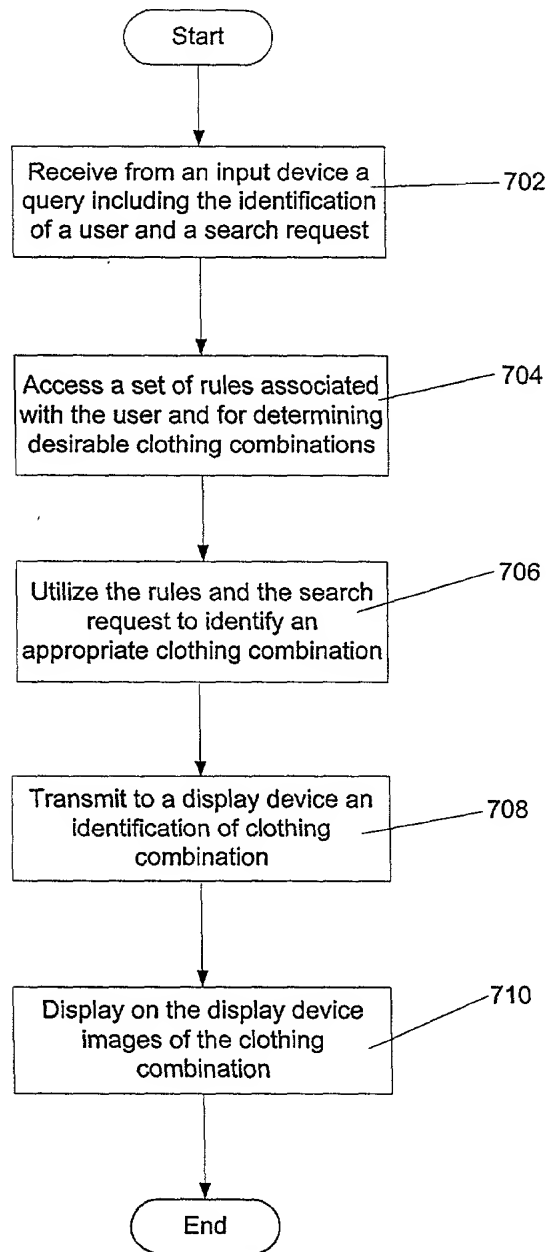 Start
Receive from an input device a
query including the identification
of a user and a search request
702
Access a set of rules associated
with the user and for determining
desirable clothing combinations
704
Utilize the rules and the search
request to identify an
appropriate clothing combination
706
Transmit to a display device an
identification of clothing
combination
708
Display on the display device
images of the clothing
combination
710
End